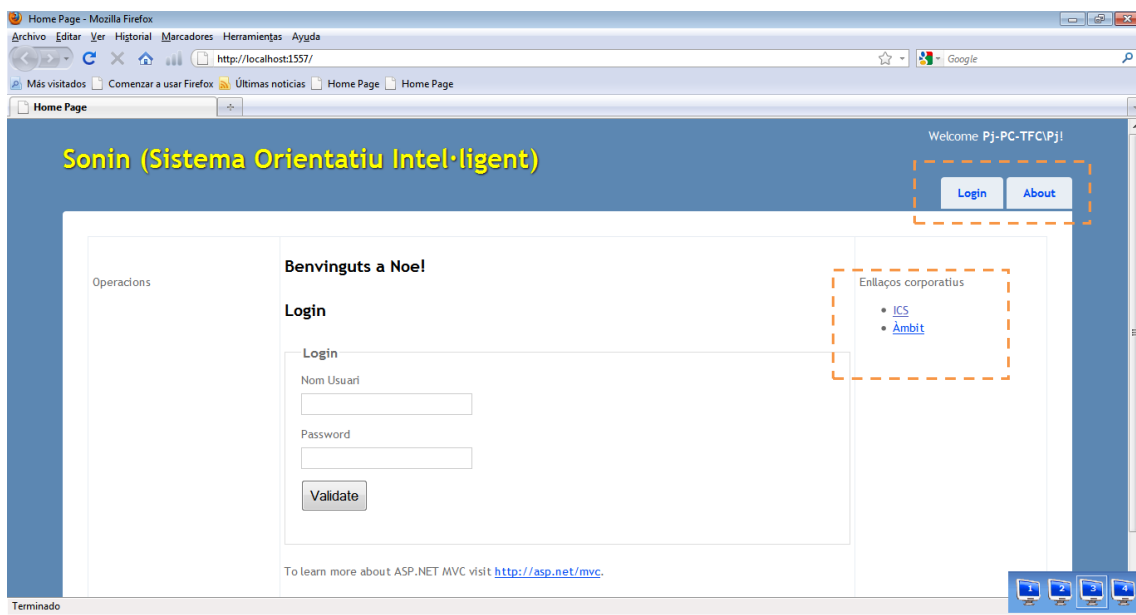 Home Page - Mozilla Firefox
Archivo Editar Ver Historial Marcadores Herramientas Ayuda
http://localhost:1557/
Google
Más visitados Comenzar a usar Firefox Últimas noticias Home Page Home Page
Home Page
Welcome Pj-PC-TFC\Pj!
Sonin (Sistema Orientatiu Intel·ligent)
Login About
Benvinguts a Noe!
Operacions
Enllaços corporatius
Login
ICS
Àmbit
Login
Nom Usuari
Password
Validate
To learn more about ASP.NET MVC visit http://asp.net/mvc.
1 2 3 4
Terminado